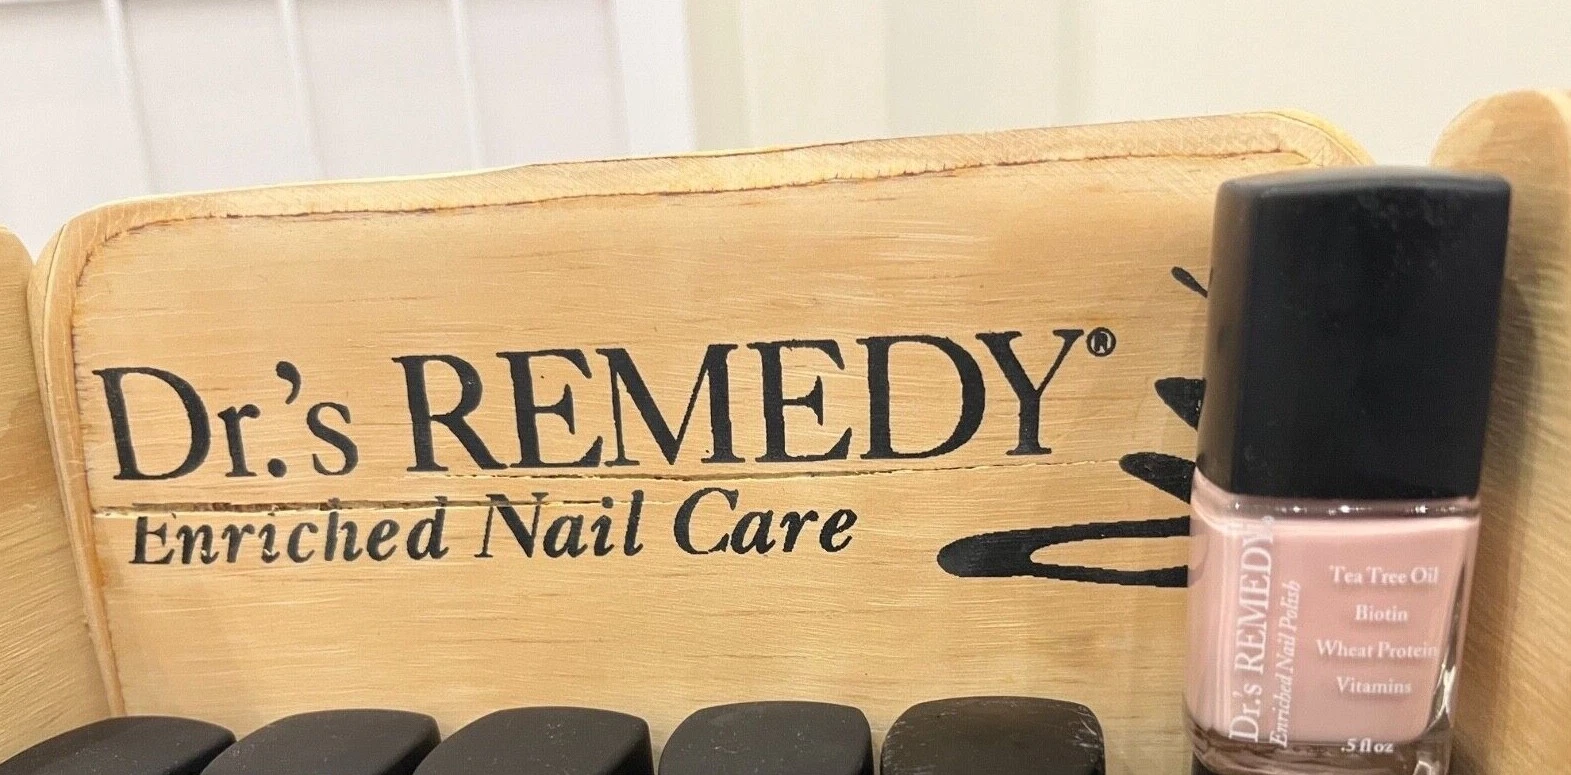 Dr.'s REMEDY®
Enriched Nail Care
Dr.'s REMEDY®
Enriched Nail Polish
Tea Tree Oil
Biotin
Wheat Protein
Vitamins
.5 fl oz